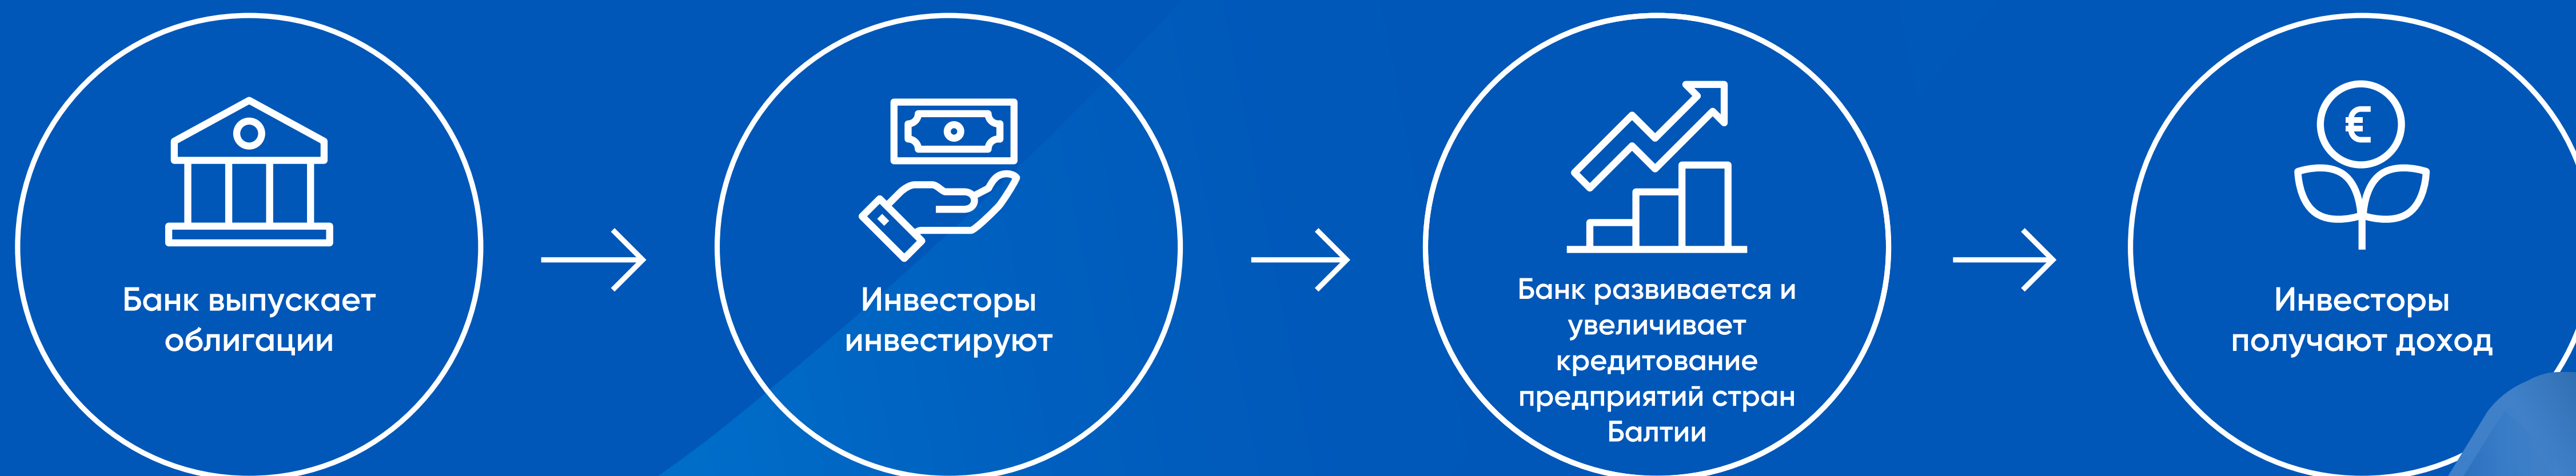 Банк выпускает
облигации
Инвесторы
инвестируют
Банк развивается и
увеличивает
кредитование
предприятий стран
Балтии
€
Инвесторы
получают доход